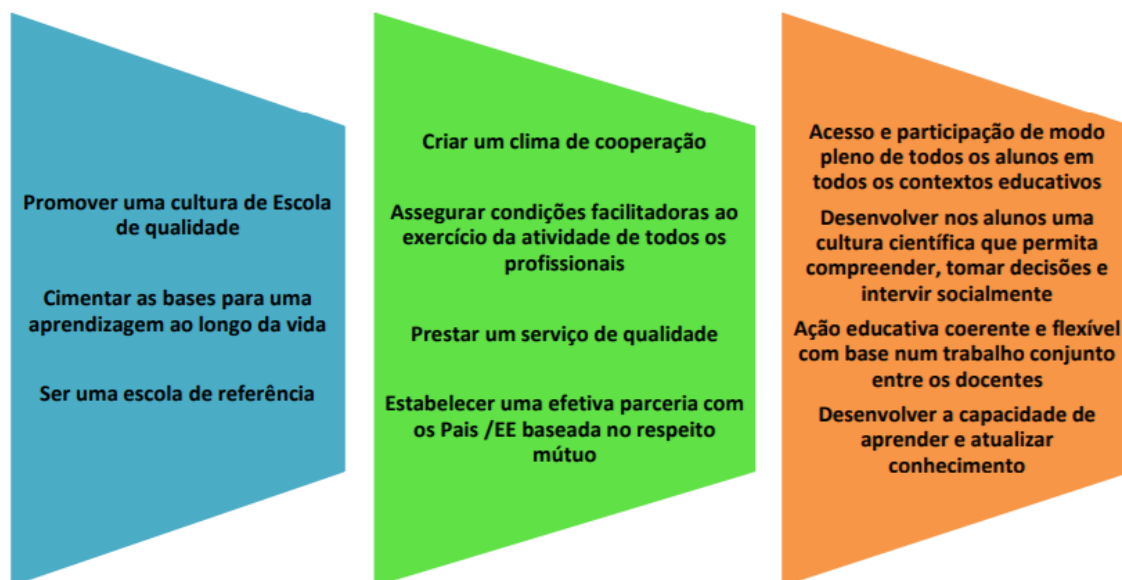 Promover uma cultura de Escola
de qualidade
Cimentar as bases para uma
aprendizagem ao longo da vida
Ser uma escola de referência
Criar um clima de cooperação
Assegurar condições facilitadoras ao
exercício da atividade de todos os
profissionais
Prestar um serviço de qualidade
Estabelecer uma efetiva parceria com
os Pais /EE baseada no respeito
mútuo
Acesso e participação de modo
pleno de todos os alunos em
todos os contextos educativos
Desenvolver nos alunos uma
cultura científica que permita
compreender, tomar decisões e
intervir socialmente
Ação educativa coerente e flexível
com base num trabalho conjunto
entre os docentes
Desenvolver a capacidade de
aprender e atualizar
conhecimento